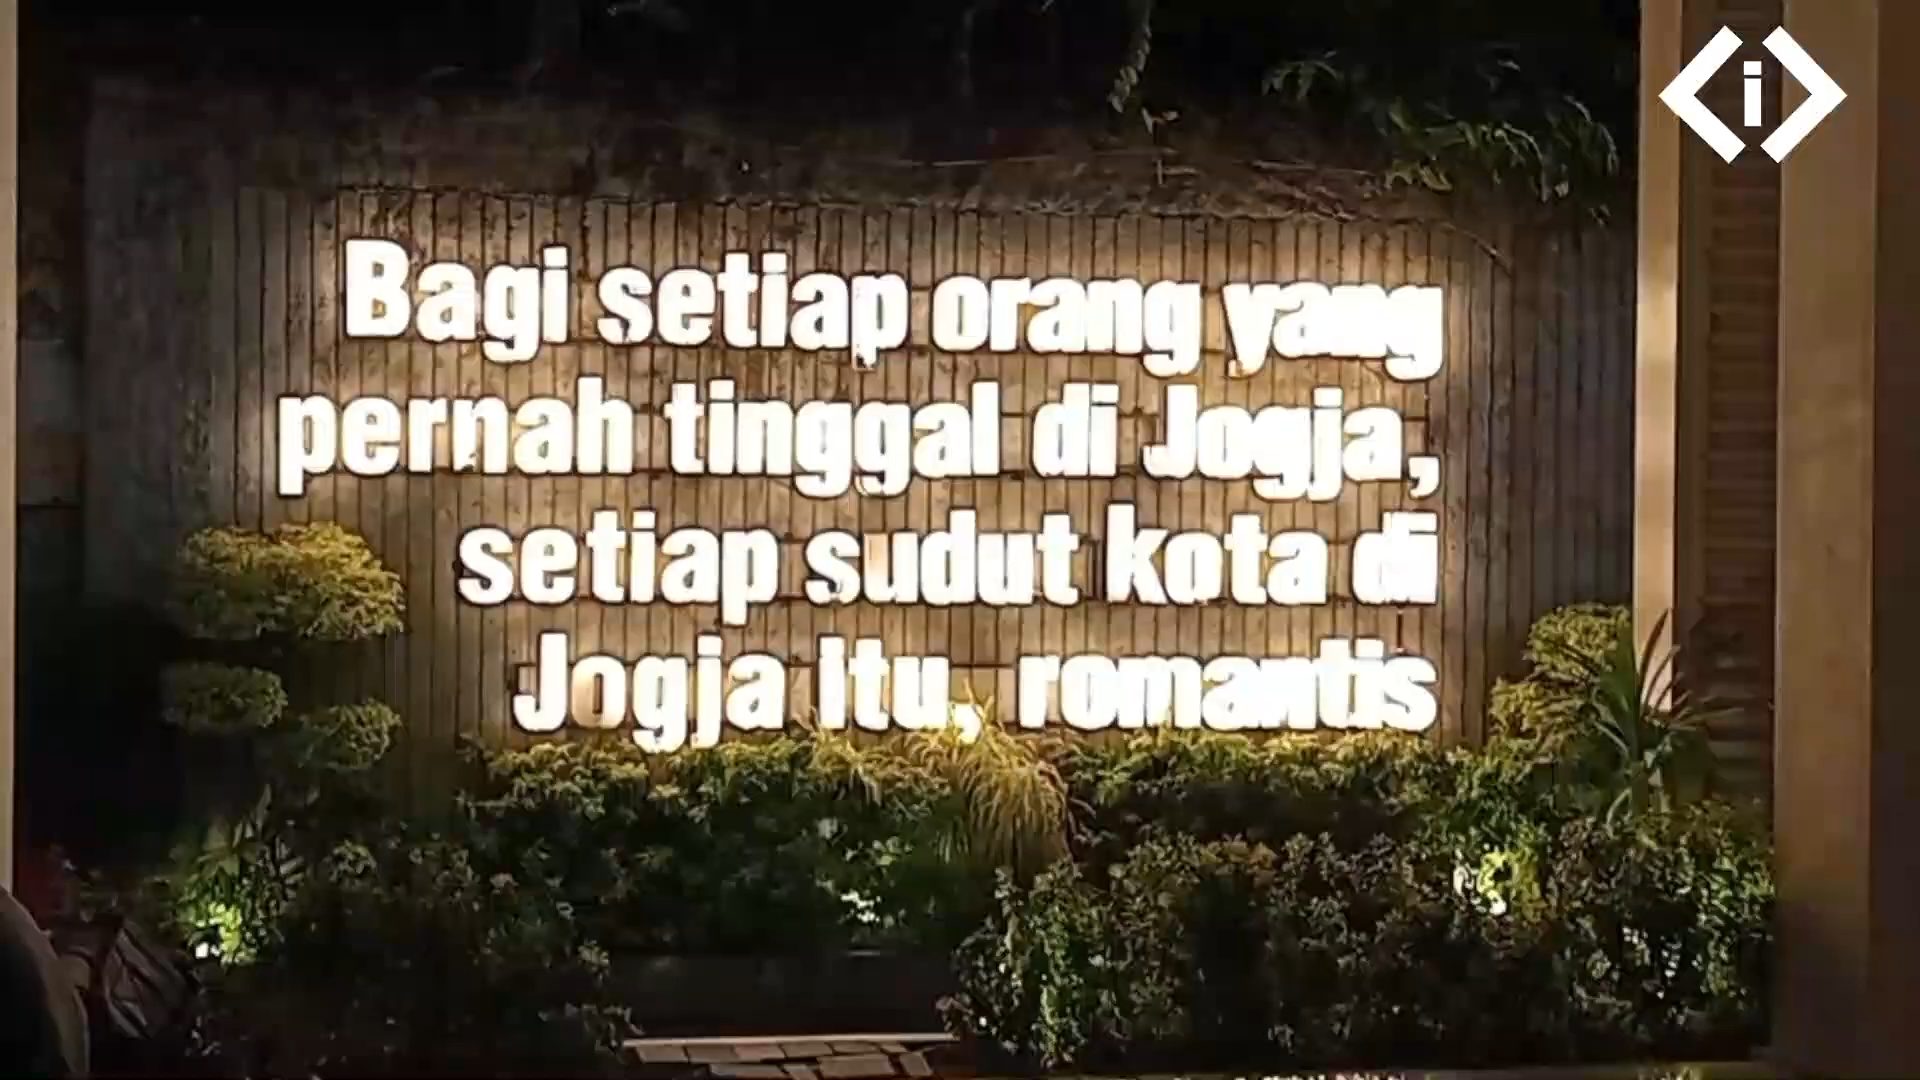 Bagi setiap orang yang
pernah tinggal di Jogja,
setiap sudut kota di
Jogja itu, romantis
i